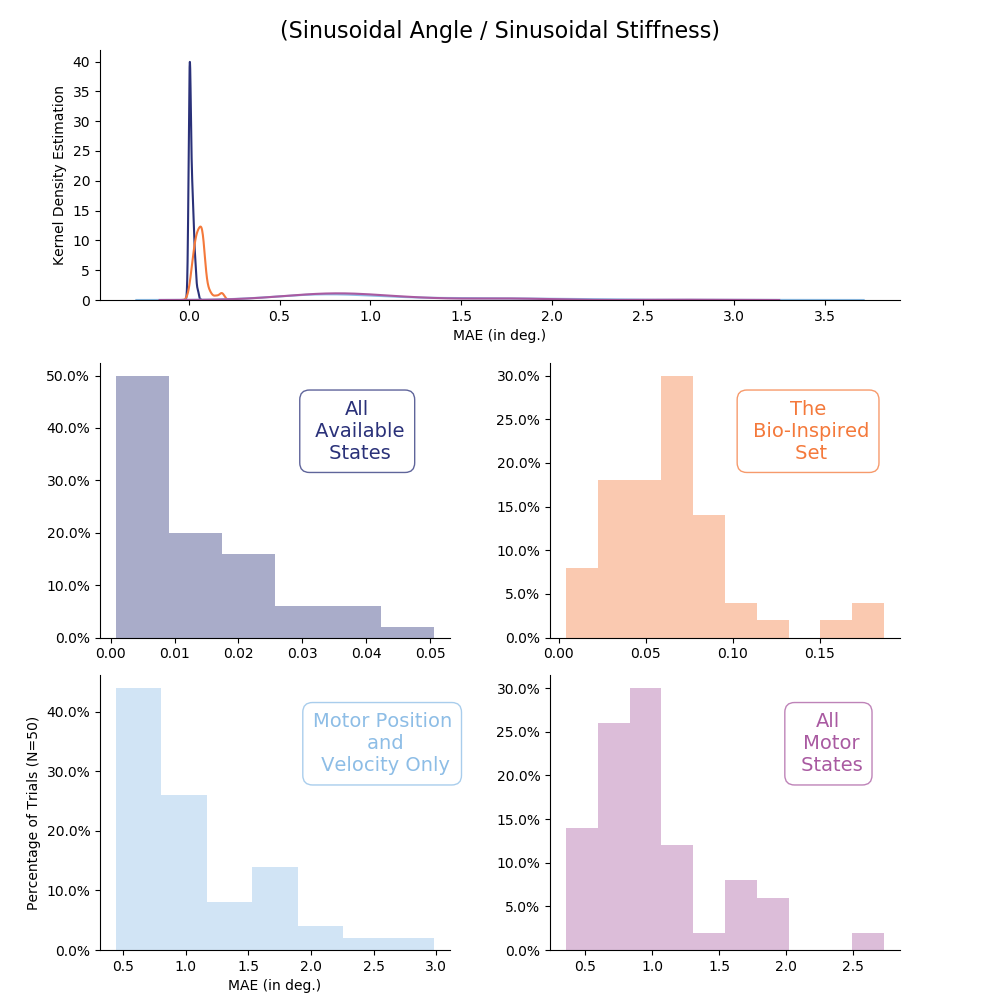 (Sinusoidal Angle / Sinusoidal Stiffness)
Kernel Density Estimation
40
35
30
25
20
15
10
5
0
0.0 0.5 1.0 1.5 2.0 2.5 3.0 3.5
MAE (in deg.)
50.0%
40.0%
30.0%
20.0%
10.0%
0.0%
All
Available
States
0.00 0.01 0.02 0.03 0.04 0.05
30.0%
25.0%
20.0%
15.0%
10.0%
5.0%
0.0%
The
Bio-Inspired
Set
0.00 0.05 0.10 0.15
Percentage of Trials (N=50)
40.0%
30.0%
20.0%
10.0%
0.0%
Motor Position
and
Velocity Only
0.5 1.0 1.5 2.0 2.5 3.0
MAE (in deg.)
30.0%
25.0%
20.0%
15.0%
10.0%
5.0%
0.0%
All
Motor
States
0.5 1.0 1.5 2.0 2.5